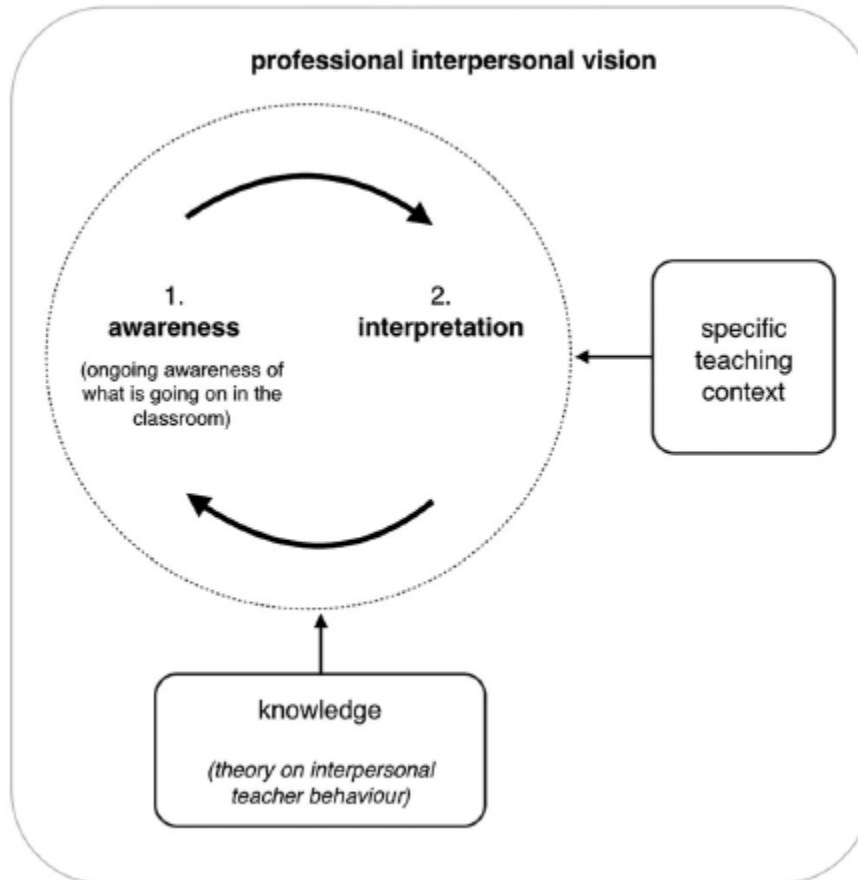 professional interpersonal vision
1.
awareness
(ongoing awareness of
what is going on in the
classroom)
2.
interpretation
specific
teaching
context
knowledge
(theory on interpersonal
teacher behaviour)